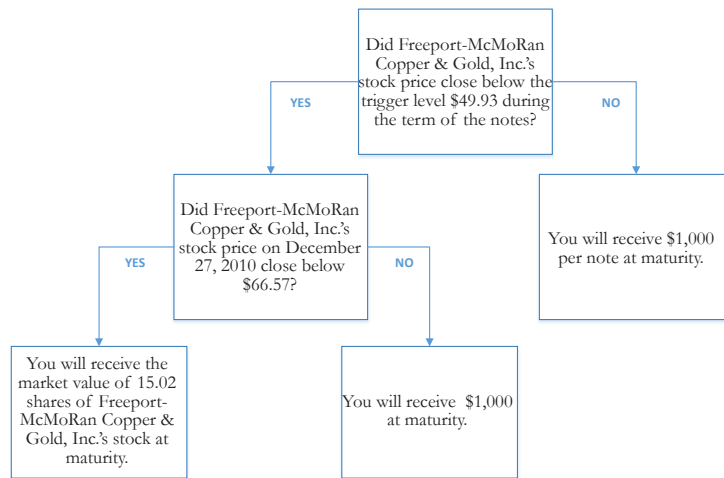 Did Freeport-McMoRan
Copper & Gold, Inc.'s
stock price close below the
trigger level $49.93 during
the term of the notes?
YES
NO
Did Freeport-McMoRan
Copper & Gold, Inc.'s
stock price on December
27, 2010 close below
$66.57?
You will receive $1,000
per note at maturity.
YES
NO
You will receive the
market value of 15.02
shares of Freeport-
McMoRan Copper &
Gold, Inc.'s stock at
maturity.
You will receive $1,000
at maturity.